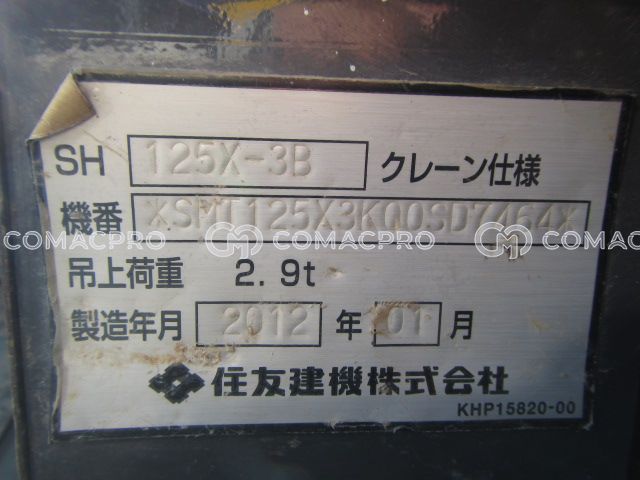 SH 125X-3B クレーン仕様
機番 *SMT125X3KQ0SD7464*
吊上荷重 2.9t
製造年月 2012 年 01 月
住友建機株式会社
KHP15820-00
COMACPRO COMACPRO COMACPRO